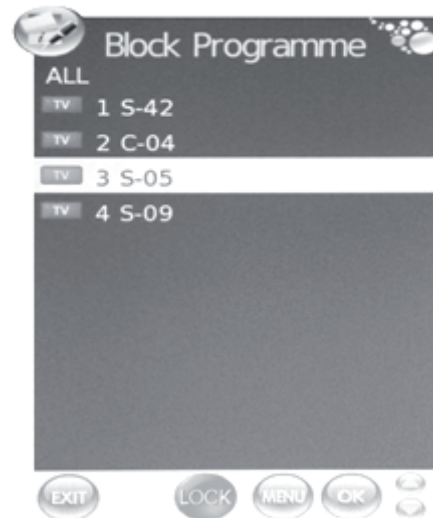 Block Programme
ALL
TV 1 S-42
TV 2 C-04
TV 3 S-05
TV 4 S-09
EXIT LOCK MENU OK